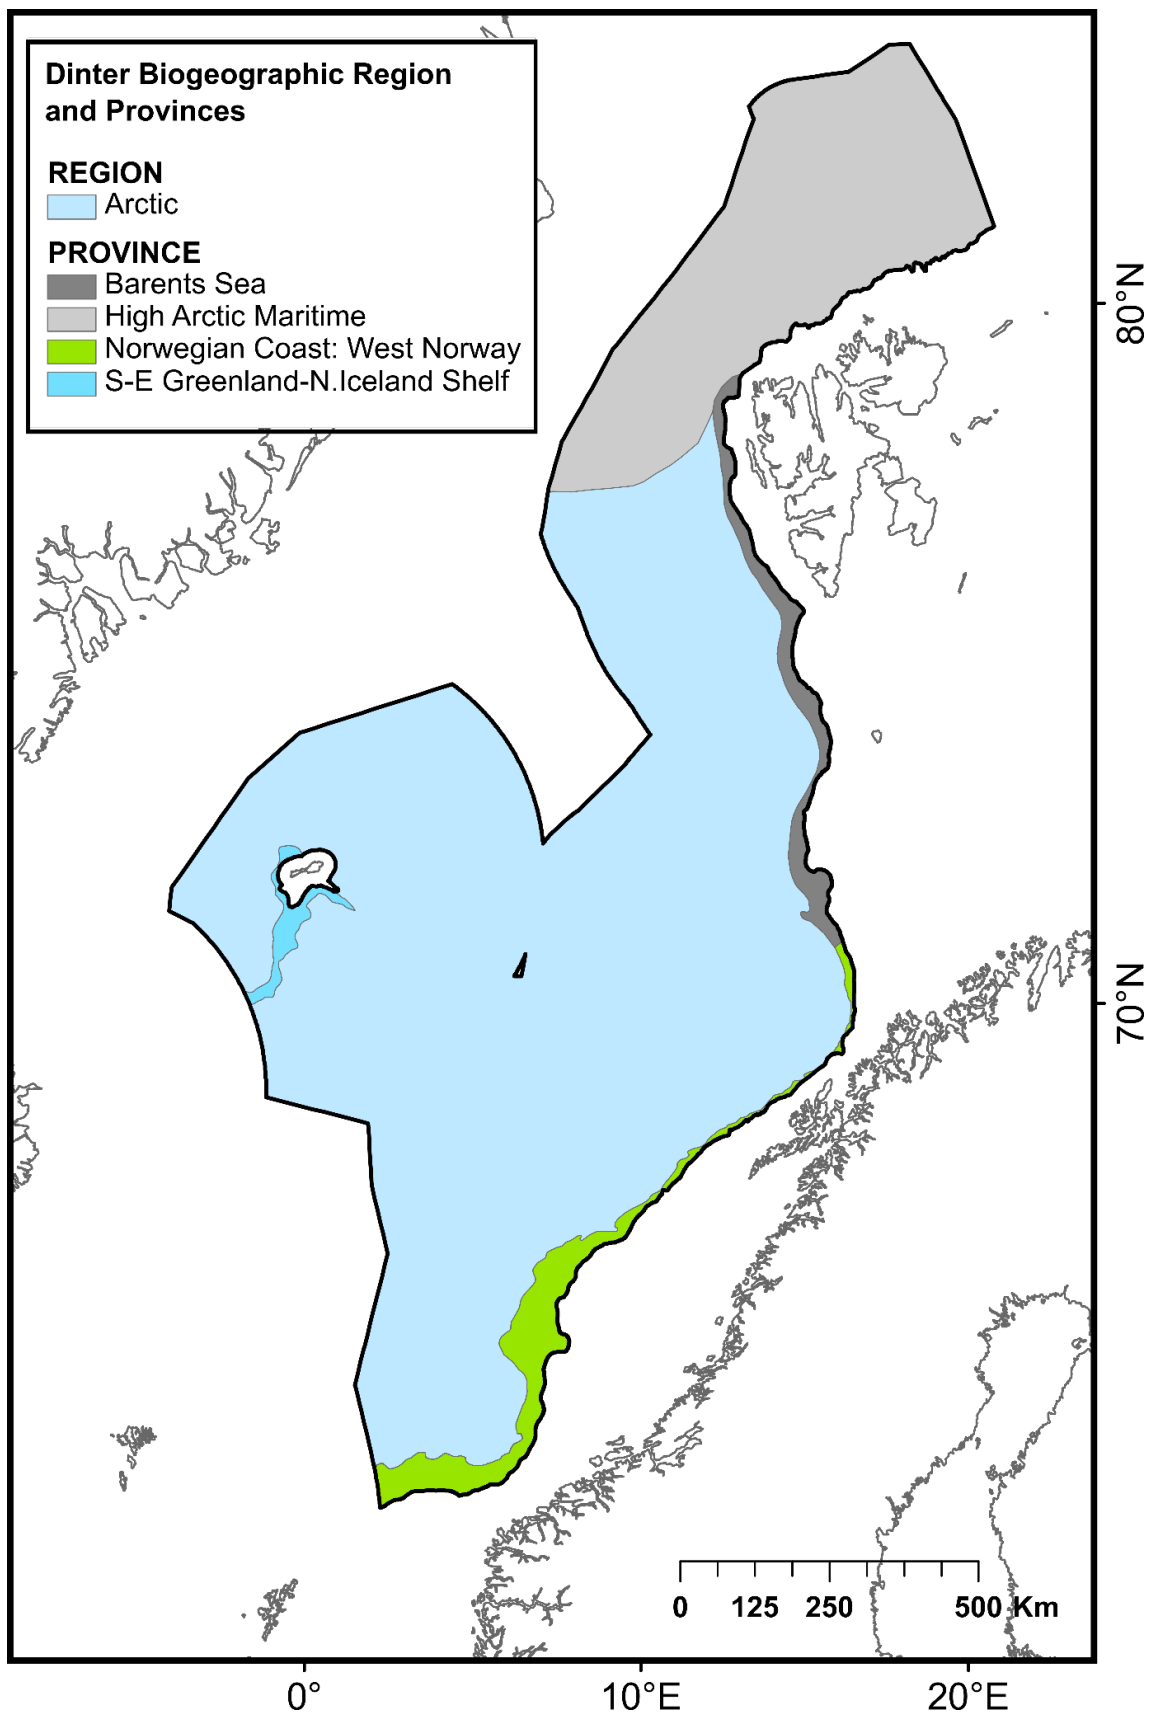 Dinter Biogeographic Region
and Provinces
REGION
Arctic
PROVINCE
Barents Sea
High Arctic Maritime
Norwegian Coast: West Norway
S-E Greenland-N.Iceland Shelf
80°N
70°N
0 125 250 500 Km
0° 10°E 20°E